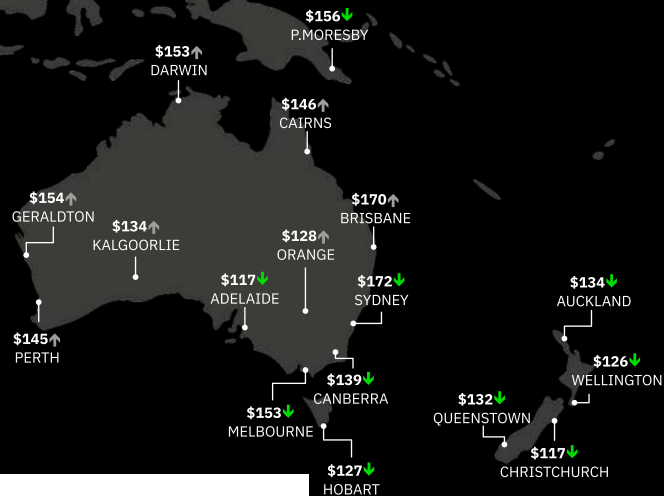 $156↓
P.MORESBY
$153↑
DARWIN
$146↑
CAIRNS
$154↑
GERALDTON
$134↑
KALGOORLIE
$170↑
BRISBANE
$128↑
ORANGE
$117↓
ADELAIDE
$172↓
SYDNEY
$134↓
AUCKLAND
$145↑
PERTH
$126↓
WELLINGTON
$139↓
CANBERRA
$132↓
QUEENSTOWN
$153↓
MELBOURNE
$117↓
CHRISTCHURCH
$127↓
HOBART